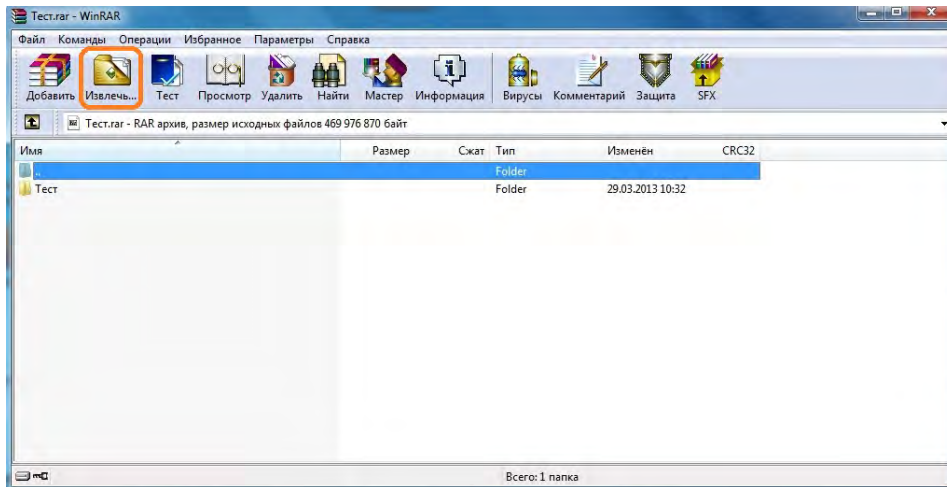 Тест.rar - WinRAR
Файл Команды Операции Избранное Параметры Справка
Добавить Извлечь... Тест Просмотр Удалить Найти Мастер Информация Вирусы Комментарий Защита SFX
Тест.rar - RAR архив, размер исходных файлов 469 976 870 байт
Имя Размер Сжат Тип Изменён CRC32
.. Folder
Тест Folder 29.03.2013 10:32
Всего: 1 папка